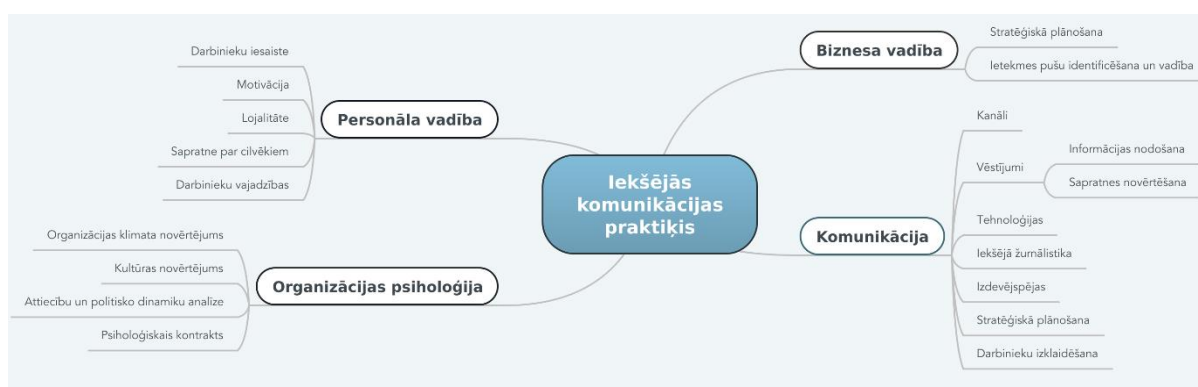 Iekšējās
komunikācijas
praktiķis
Personāla vadība
Darbinieku iesaiste
Motivācija
Lojalitāte
Sapratne par cilvēkiem
Darbinieku vajadzības
Organizācijas psiholoģija
Organizācijas klimata novērtējums
Kultūras novērtējums
Attiecību un politisko dinamiku analīze
Psiholoģiskais kontrakts
Biznesa vadība
Stratēģiskā plānošana
Ietekmes pušu identificēšana un vadība
Komunikācija
Kanāli
Vēstījumi
Informācijas nodošana
Sapratnes novērtēšana
Tehnoloģijas
Iekšējā žurnālistika
Izdevējspējas
Stratēģiskā plānošana
Darbinieku izklaidēšana